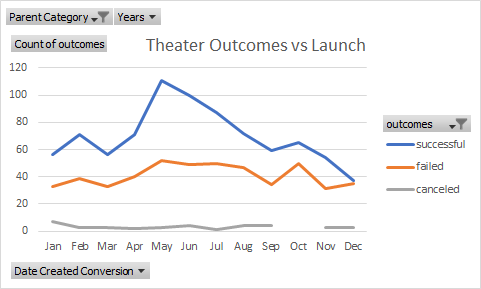 Parent Category Years
Count of outcomes
Theater Outcomes vs Launch
120
100
80
60
40
20
0
Jan Feb Mar Apr May Jun Jul Aug Sep Oct Nov Dec
outcomes
successful
failed
canceled
Date Created Conversion